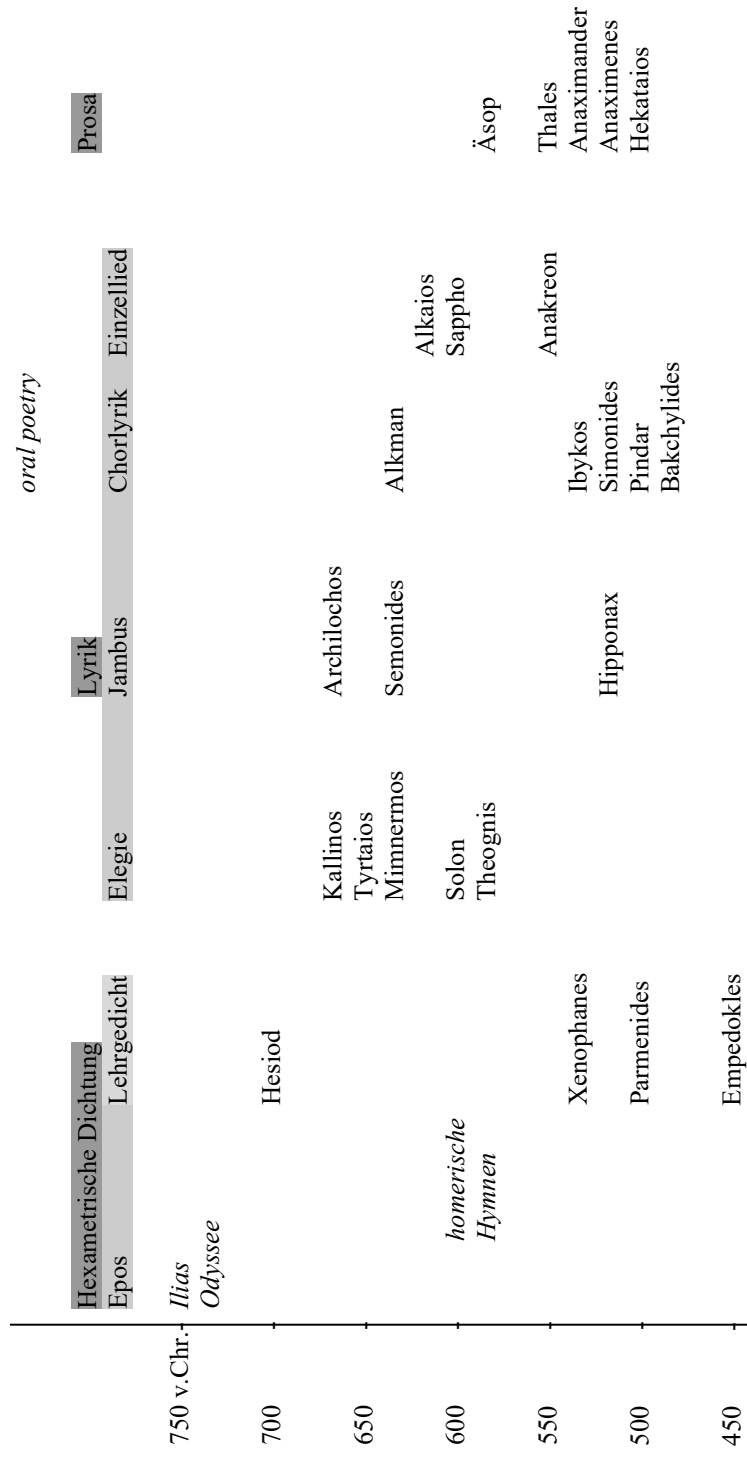 oral poetry
Hexametrische Dichtung Lyrik Prosa
Epos Lehrgedicht Elegie Jambus Chorlyrik Einzellied
750 v.Chr. Ilias
Odyssee
700 Hesiod
Kallinos Archilochos
650 Tyrtaios
Mimnermos Semonides Alkman
Alkaios
600 homerische Solon Sappho
Hymnen Theognis Äsop
550 Anakreon Thales
Xenophanes Ibykos Anaximander
Hipponax Simonides Anaximenes
500 Parmenides Pindar Hekataios
Bakchylides
450 Empedokles